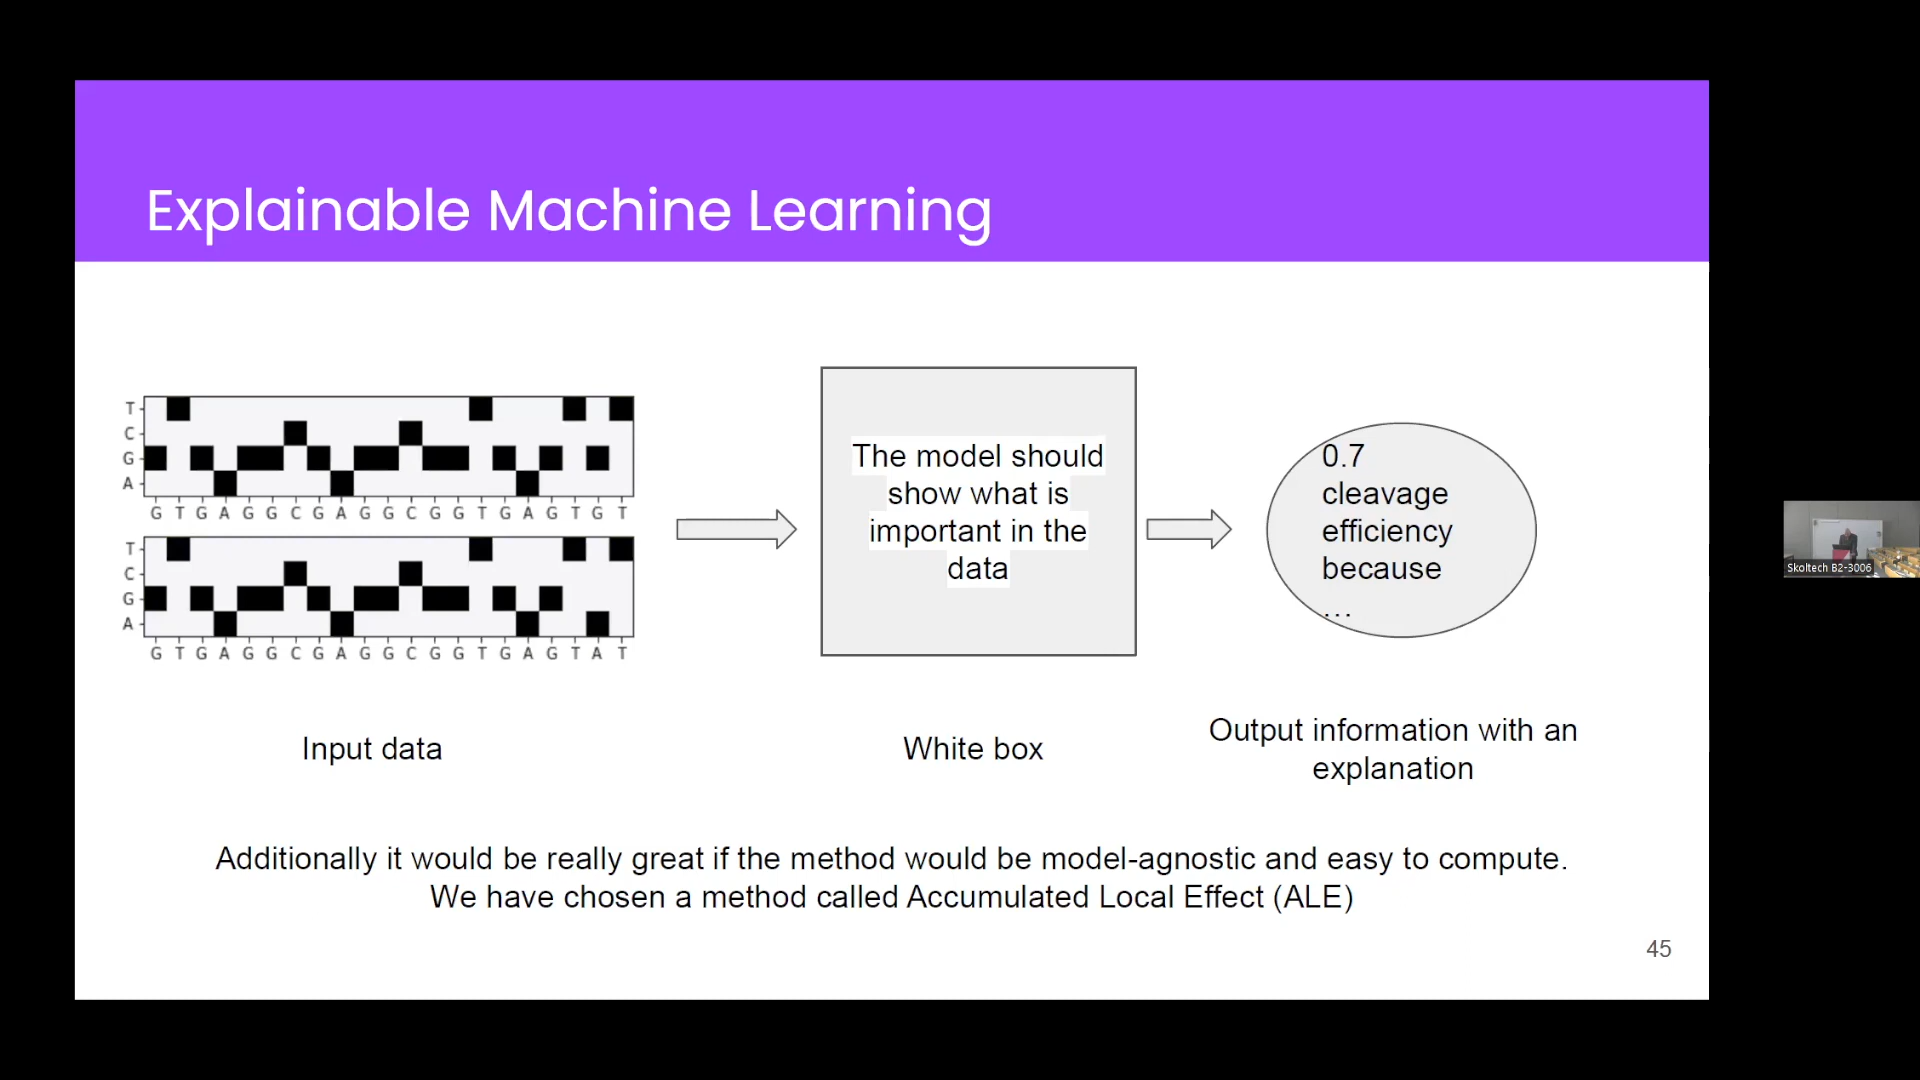 Explainable Machine Learning
T
C
G
A
G T G A G G C G A G G C G G T G A G T G T
T
C
G
A
G T G A G G C G A G G C G G T G A G T A T
The model should
show what is
important in the
data
0.7
cleavage
efficiency
because
...
Input data
White box
Output information with an
explanation
Additionally it would be really great if the method would be model-agnostic and easy to compute.
We have chosen a method called Accumulated Local Effect (ALE)
45
Skoltech B2-3006